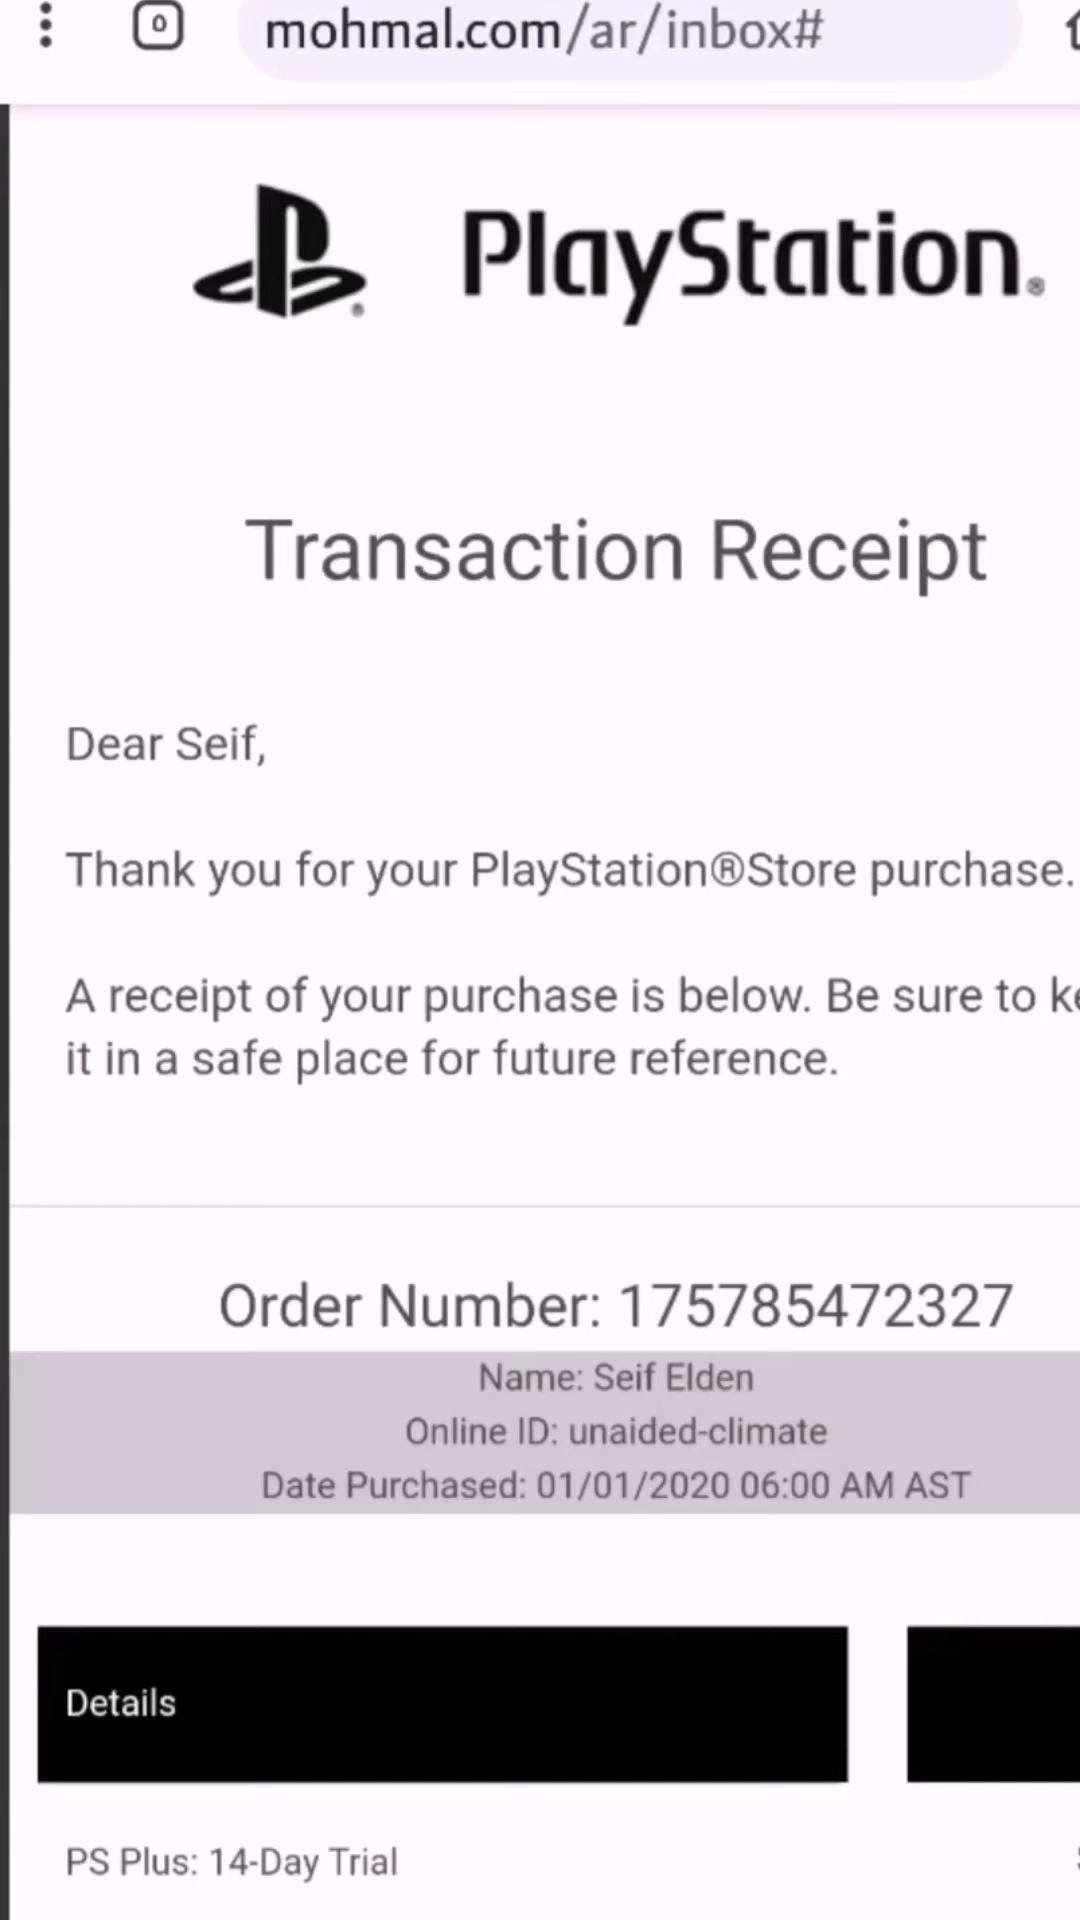 mohmal.com/ar/inbox#
PlayStation®
Transaction Receipt
Dear Seif,
Thank you for your PlayStation®Store purchase.
A receipt of your purchase is below. Be sure to
it in a safe place for future reference.
Order Number: 175785472327
Name: Seif Elden
Online ID: unaided-climate
Date Purchased: 01/01/2020 06:00 AM AST
Details
PS Plus: 14-Day Trial